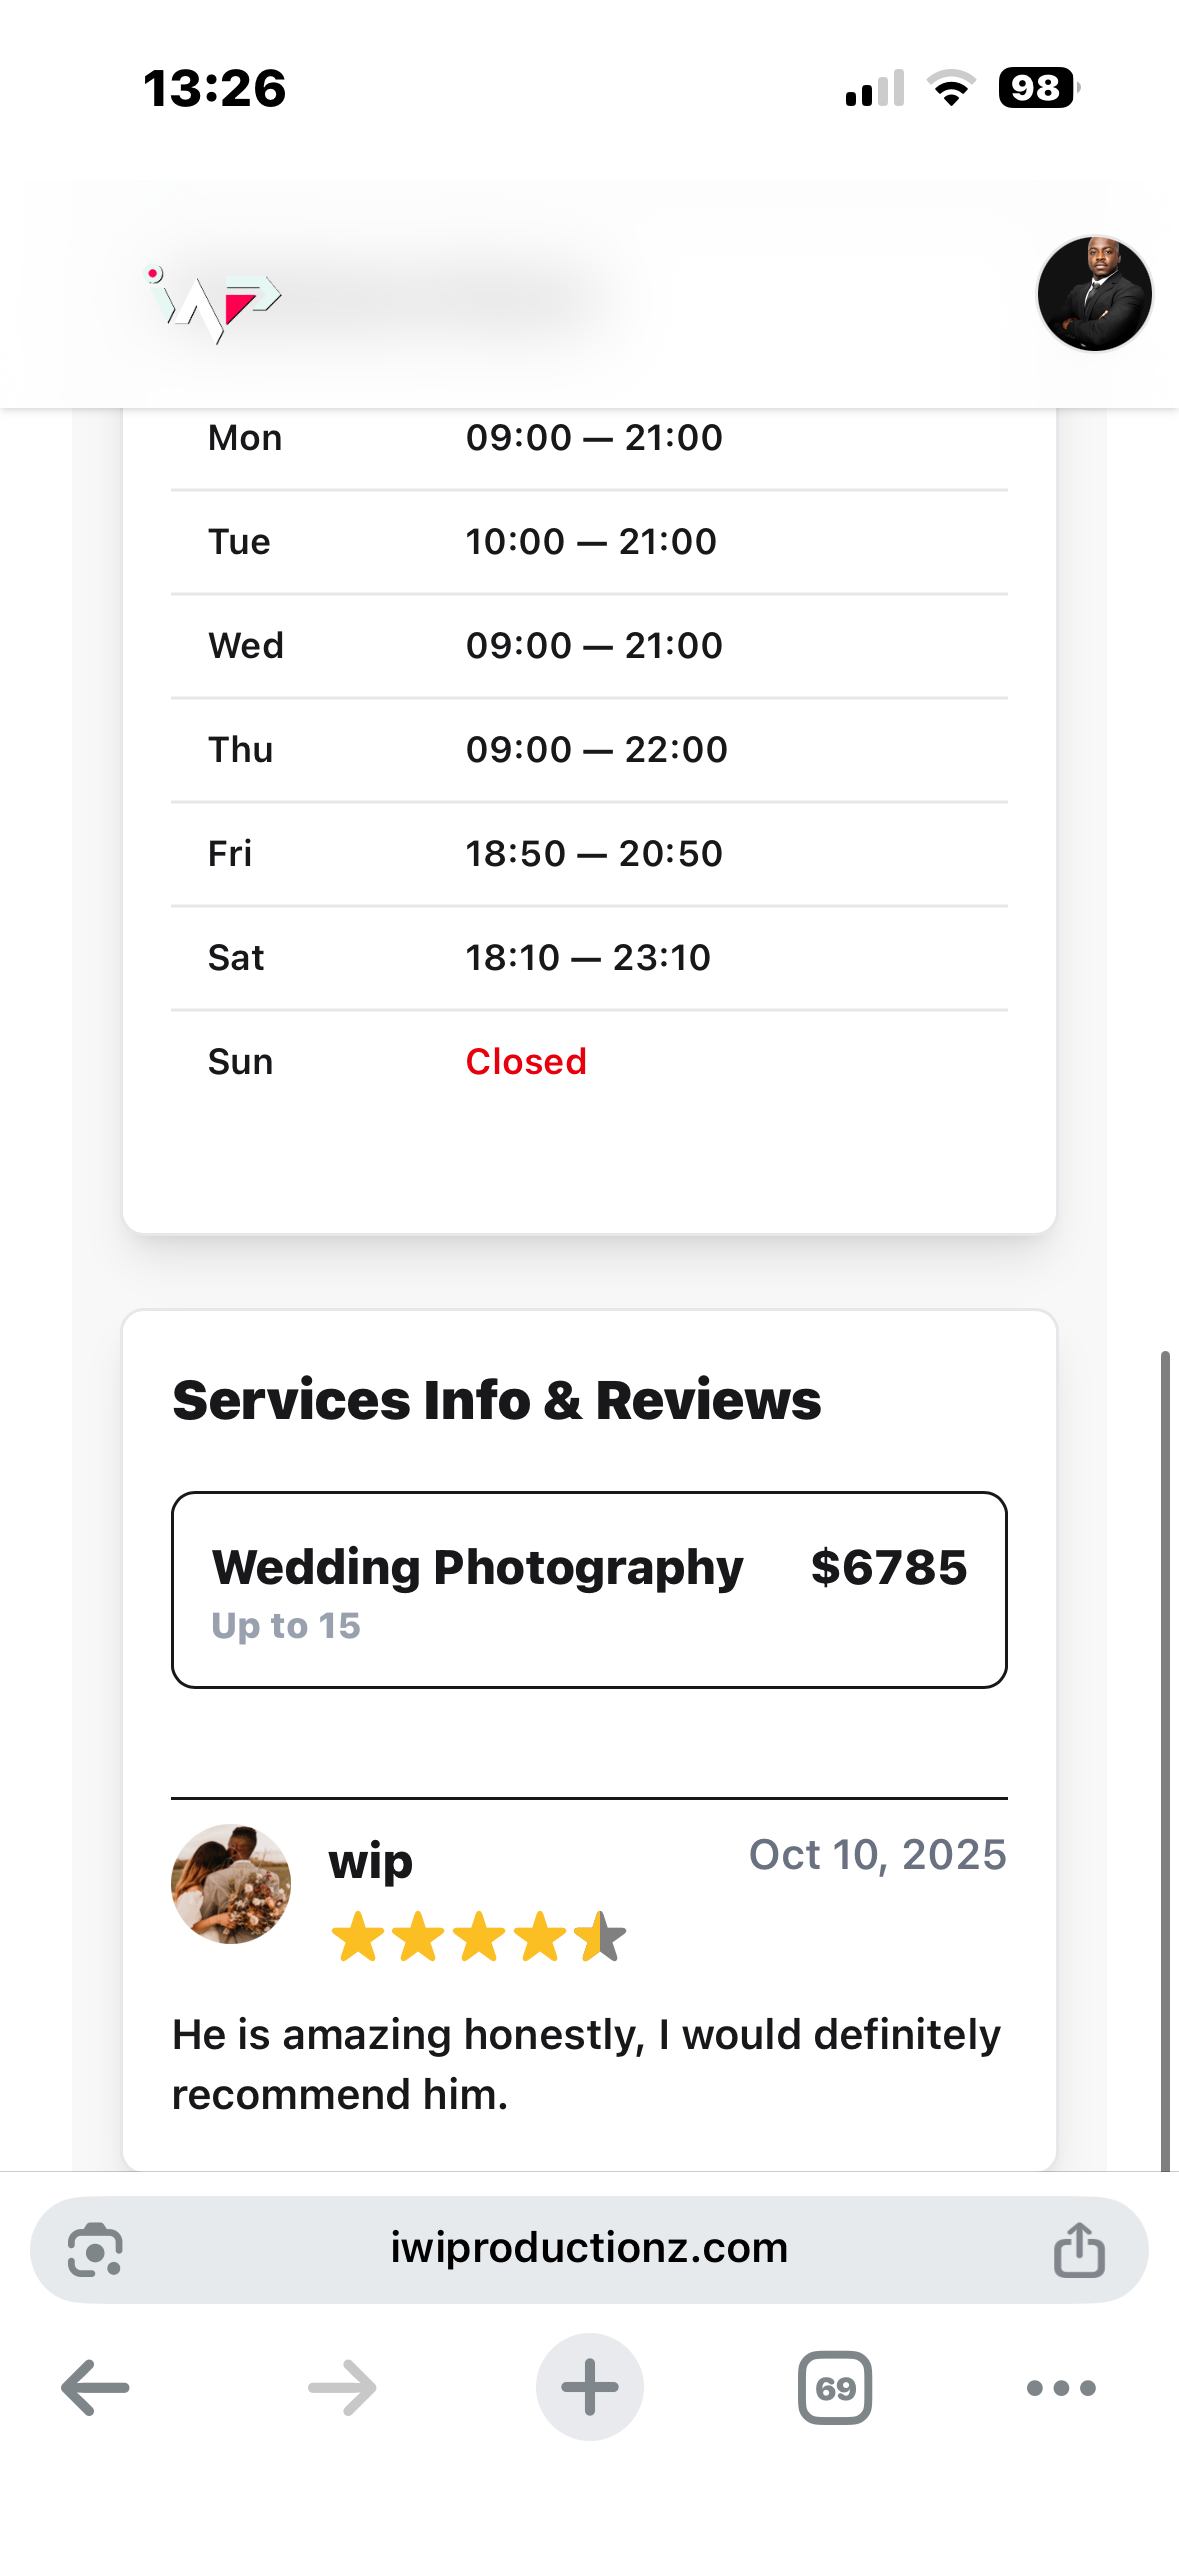 13:26
98
iWP
Mon 09:00 — 21:00
Tue 10:00 — 21:00
Wed 09:00 — 21:00
Thu 09:00 — 22:00
Fri 18:50 — 20:50
Sat 18:10 — 23:10
Sun Closed
Services Info & Reviews
Wedding Photography $6785
Up to 15
wip Oct 10, 2025
He is amazing honestly, I would definitely
recommend him.
iwiproductionz.com
69